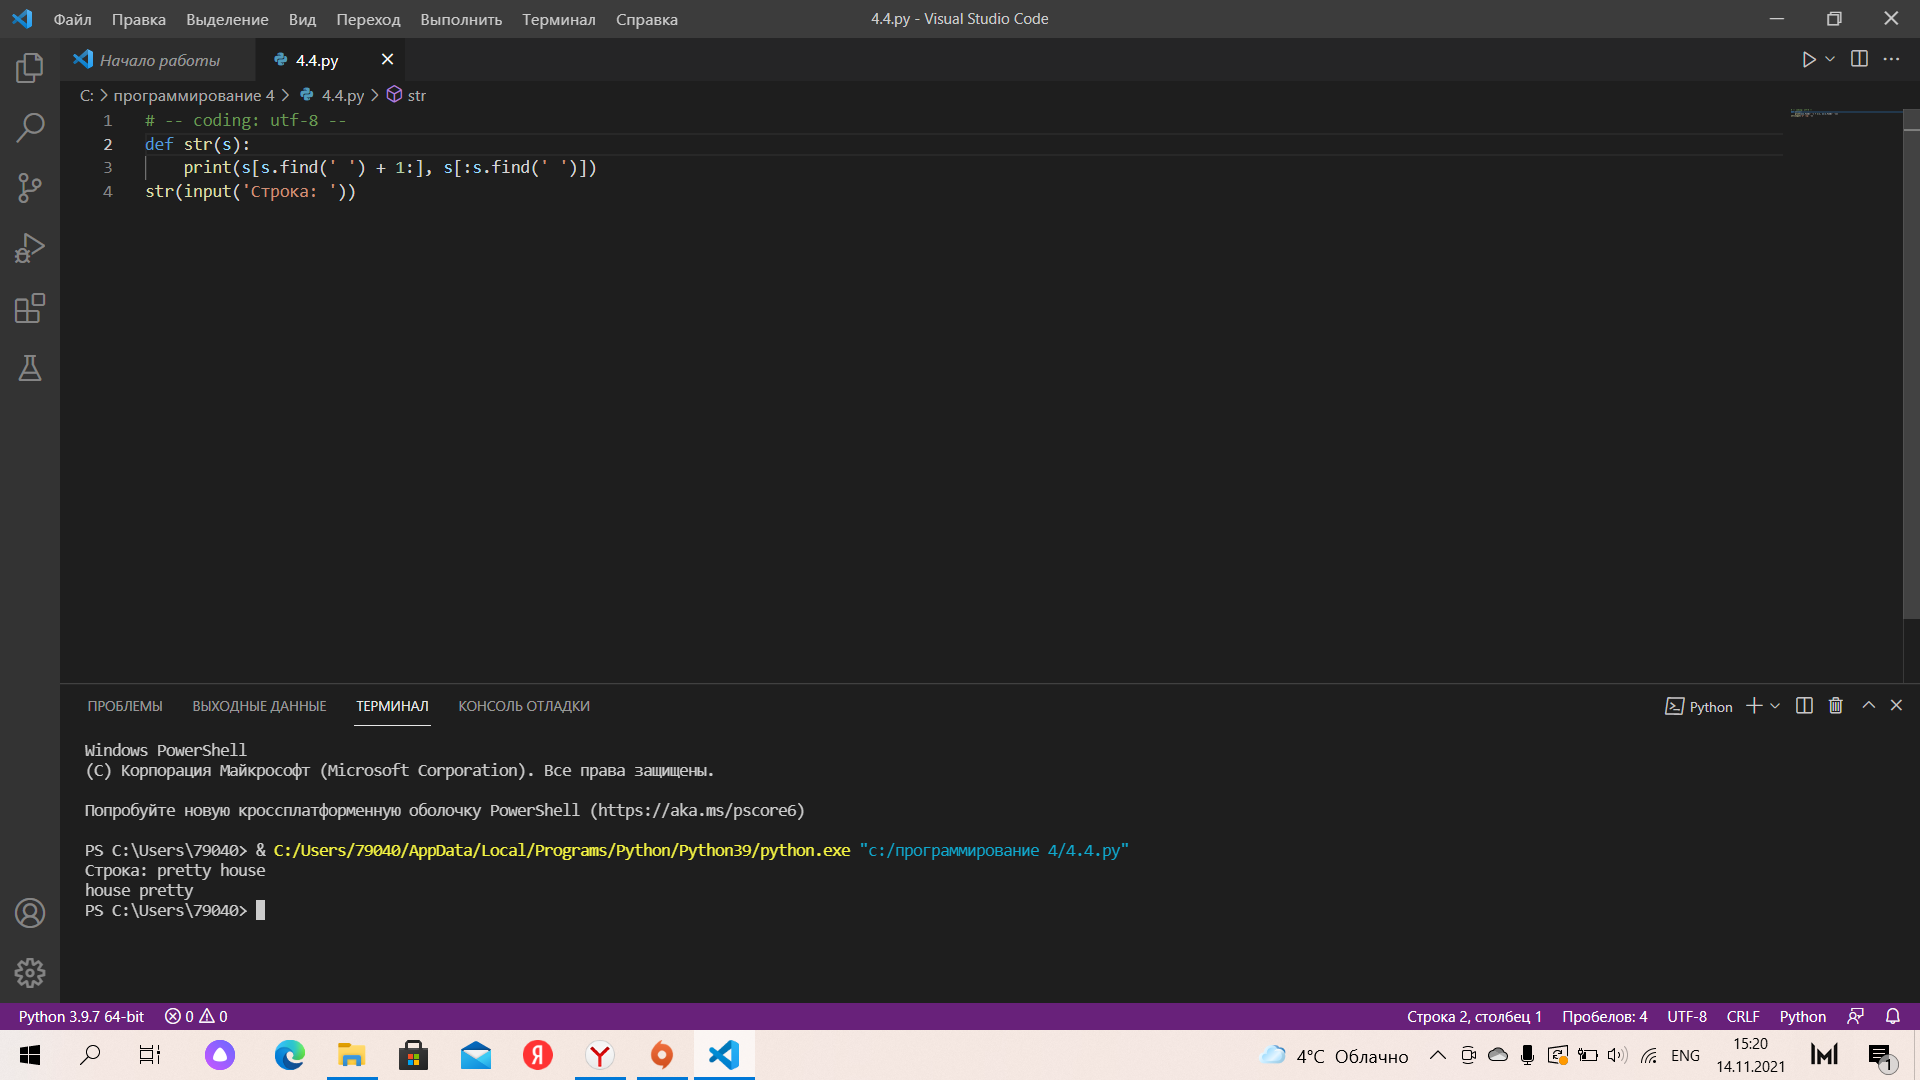 Файл Правка Выделение Вид Переход Выполнить Терминал Справка 4.4.py - Visual Studio Code
Начало работы 4.4.py
C: > программирование 4 > 4.4.py > str
1 # -- coding: utf-8 --
2 def str(s):
3 print(s[s.find(' ') + 1:], s[:s.find(' ')])
4 str(input('Строка: '))
ПРОБЛЕМЫ ВЫХОДНЫЕ ДАННЫЕ ТЕРМИНАЛ КОНСОЛЬ ОТЛАДКИ Python
Windows PowerShell
(C) Корпорация Майкрософт (Microsoft Corporation). Все права защищены.
Попробуйте новую кроссплатформенную оболочку PowerShell (https://aka.ms/pscore6)
PS C:\Users\79040> & C:/Users/79040/AppData/Local/Programs/Python/Python39/python.exe "c:/программирование 4/4.4.py"
Строка: pretty house
house pretty
PS C:\Users\79040>
Python 3.9.7 64-bit 0 0 Строка 2, столбец 1 Пробелов: 4 UTF-8 CRLF Python
4°C Облачно ENG 15:20
14.11.2021 1